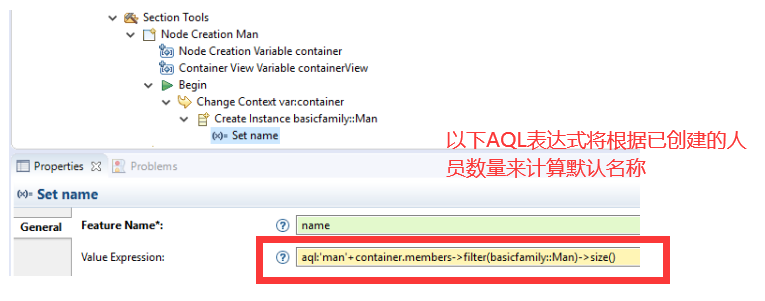 Section Tools
Node Creation Man
Node Creation Variable container
Container View Variable containerView
Begin
Change Context var:container
Create Instance basicfamily::Man
(x)= Set name
以下AQL表达式将根据已创建的人
员数量来计算默认名称
Properties
Problems
(x)= Set name
General
Feature Name*:
name
Value Expression:
aql:'man'+container.members->filter(basicfamily::Man)->size()